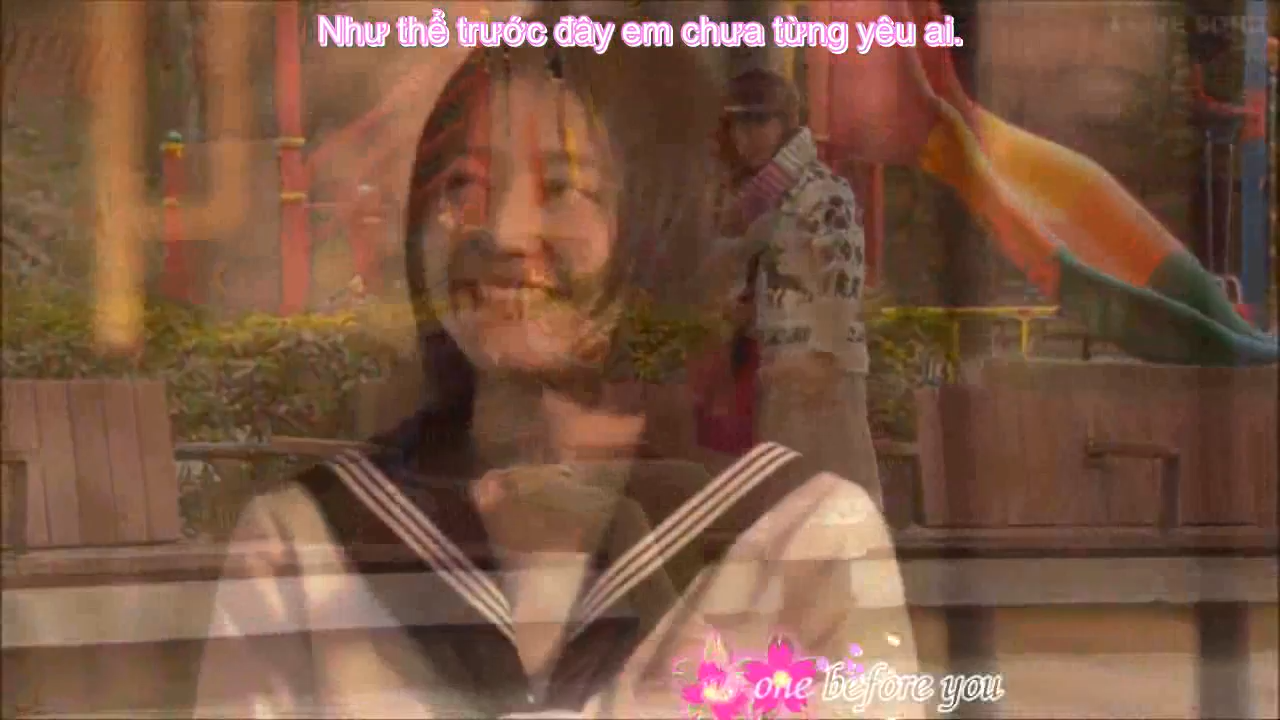 Như thể trước đây em chưa từng yêu ai.
one before you